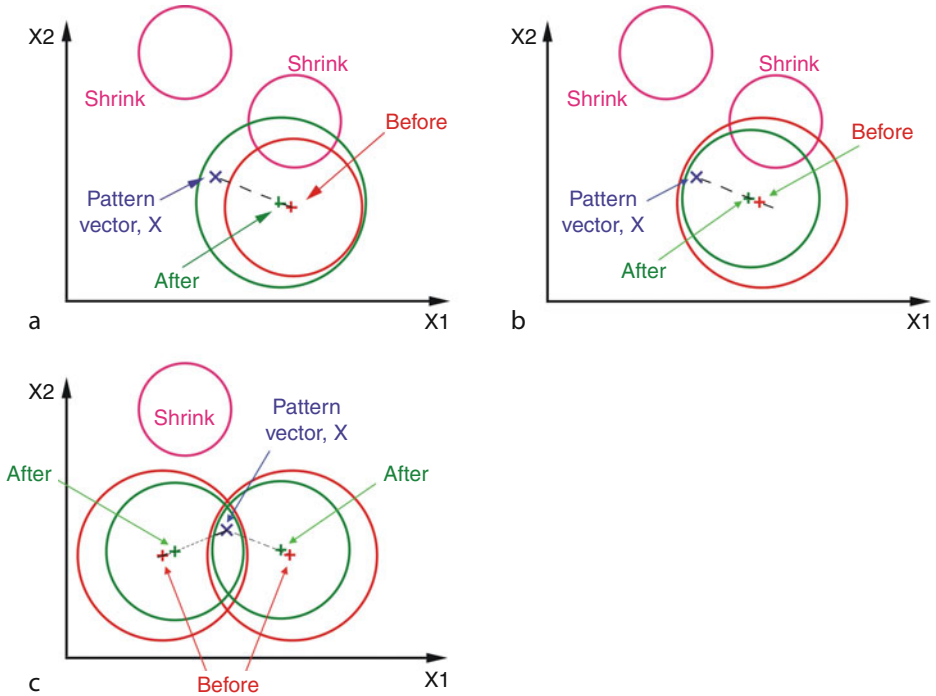 X2
Shrink
Shrink
Before
Pattern
vector, X
After
X1
a
X2
Shrink
Shrink
Before
Pattern
vector, X
After
X1
b
X2
Shrink
Pattern
vector, X
After
After
Before
X1
c